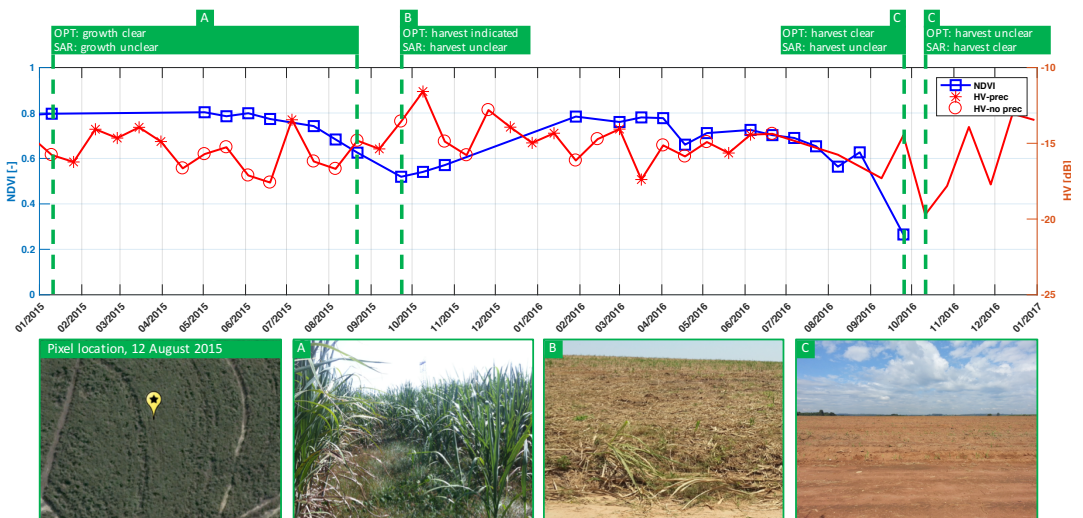 A
B
C
C
OPT: growth clear
SAR: growth unclear
OPT: harvest indicated
SAR: harvest unclear
OPT: harvest clear
SAR: harvest unclear
OPT: harvest unclear
SAR: harvest clear
1
0.8
0.6
0.4
0.2
0
NDVI [-]
-10
-15
-20
-25
HV [dB]
NDVI
HV-prec
HV-no prec
01/2015
02/2015
03/2015
04/2015
05/2015
06/2015
07/2015
08/2015
09/2015
10/2015
11/2015
12/2015
01/2016
02/2016
03/2016
04/2016
05/2016
06/2016
07/2016
08/2016
09/2016
10/2016
11/2016
12/2016
01/2017
Pixel location, 12 August 2015
A
B
C